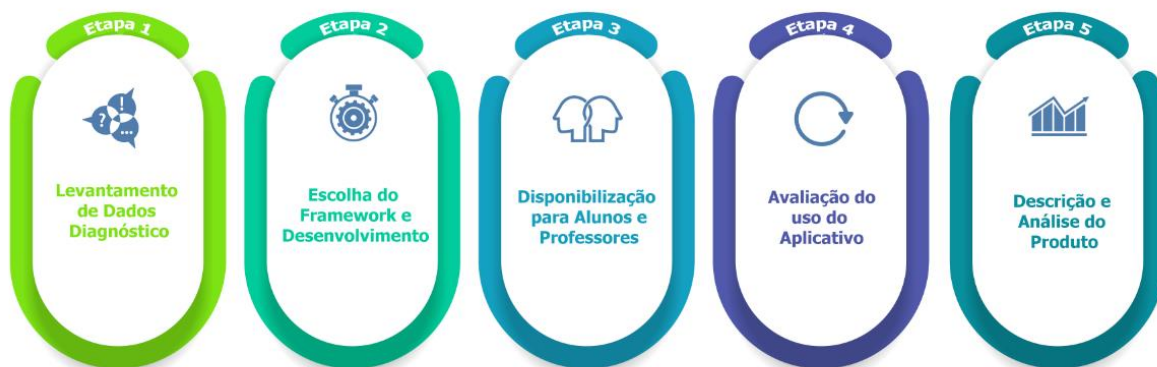 Etapa 1
Levantamento
de Dados
Diagnóstico
Etapa 2
Escolha do
Framework e
Desenvolvimento
Etapa 3
Disponibilização
para Alunos e
Professores
Etapa 4
Avaliação do
uso do
Aplicativo
Etapa 5
Descrição e
Análise do
Produto